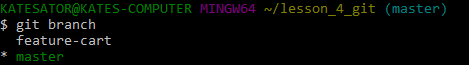 KATESATOR@KATES-COMPUTER MINGW64 ~/lesson_4_git (master)
$ git branch
  feature-cart
* master